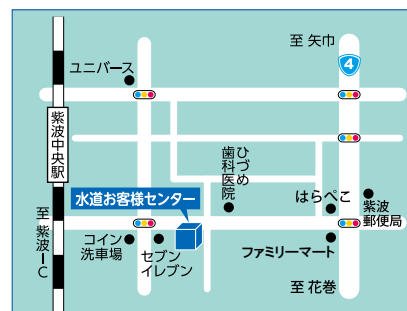 至 矢巾
4
ユニバース
紫波中央駅
ひづめ
歯科医院
水道お客様センター
はらぺこ
紫波
郵便局
至 紫波IC
コイン
洗車場
セブン
イレブン
ファミリーマート
至 花巻